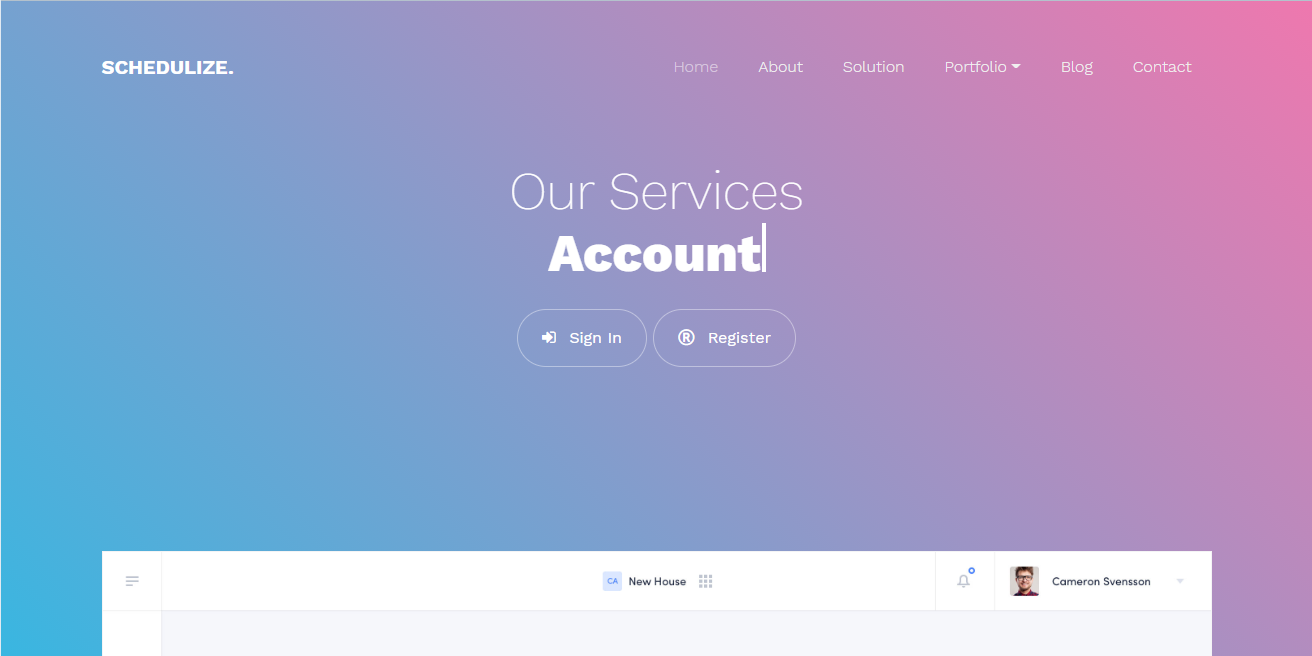 SCHEDULIZE.
Home About Solution Portfolio Blog Contact
Our Services
Account
Sign In ® Register
CA New House Cameron Svensson